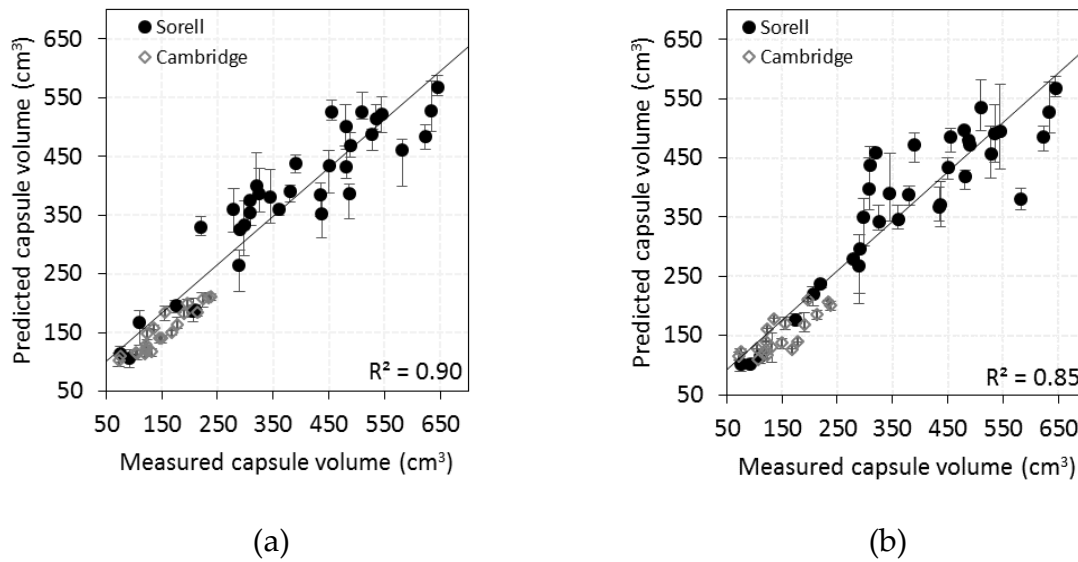 650
550
450
350
250
150
50
Predicted capsule volume (cm³)
Sorell
Cambridge
R² = 0.90
50 150 250 350 450 550 650
Measured capsule volume (cm³)
(a)
650
550
450
350
250
150
50
Predicted capsule volume (cm³)
Sorell
Cambridge
R² = 0.85
50 150 250 350 450 550 650
Measured capsule volume (cm³)
(b)